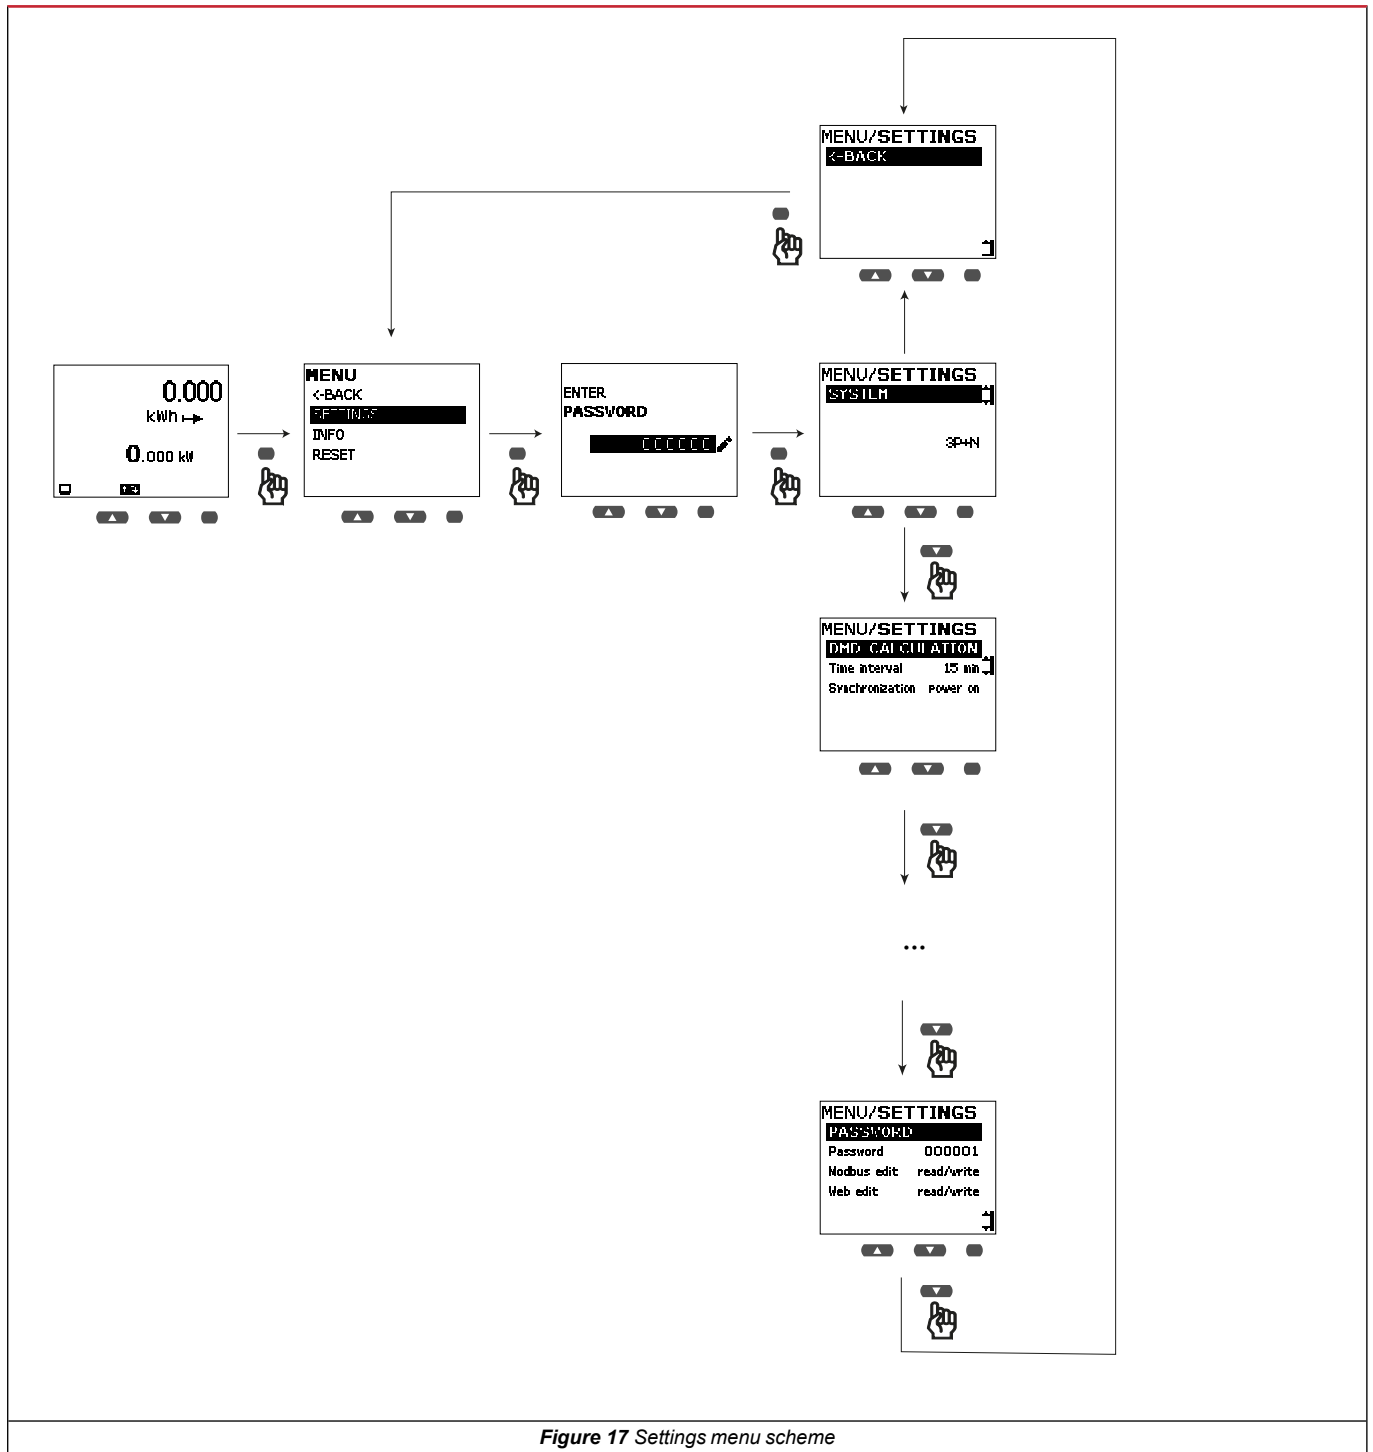 MENU/SETTINGS
<-BACK
0.000
kWh
0.000 kW
MENU
<-BACK
SETTINGS
INFO
RESET
ENTER
PASSWORD
MENU/SETTINGS
SYSTEM
3P+N
MENU/SETTINGS
DMD CALCULATION
Time interval 15 min
Synchronization power on
...
MENU/SETTINGS
PASSWORD
Password 000001
Modbus edit read/write
Web edit read/write
Figure 17 Settings menu scheme